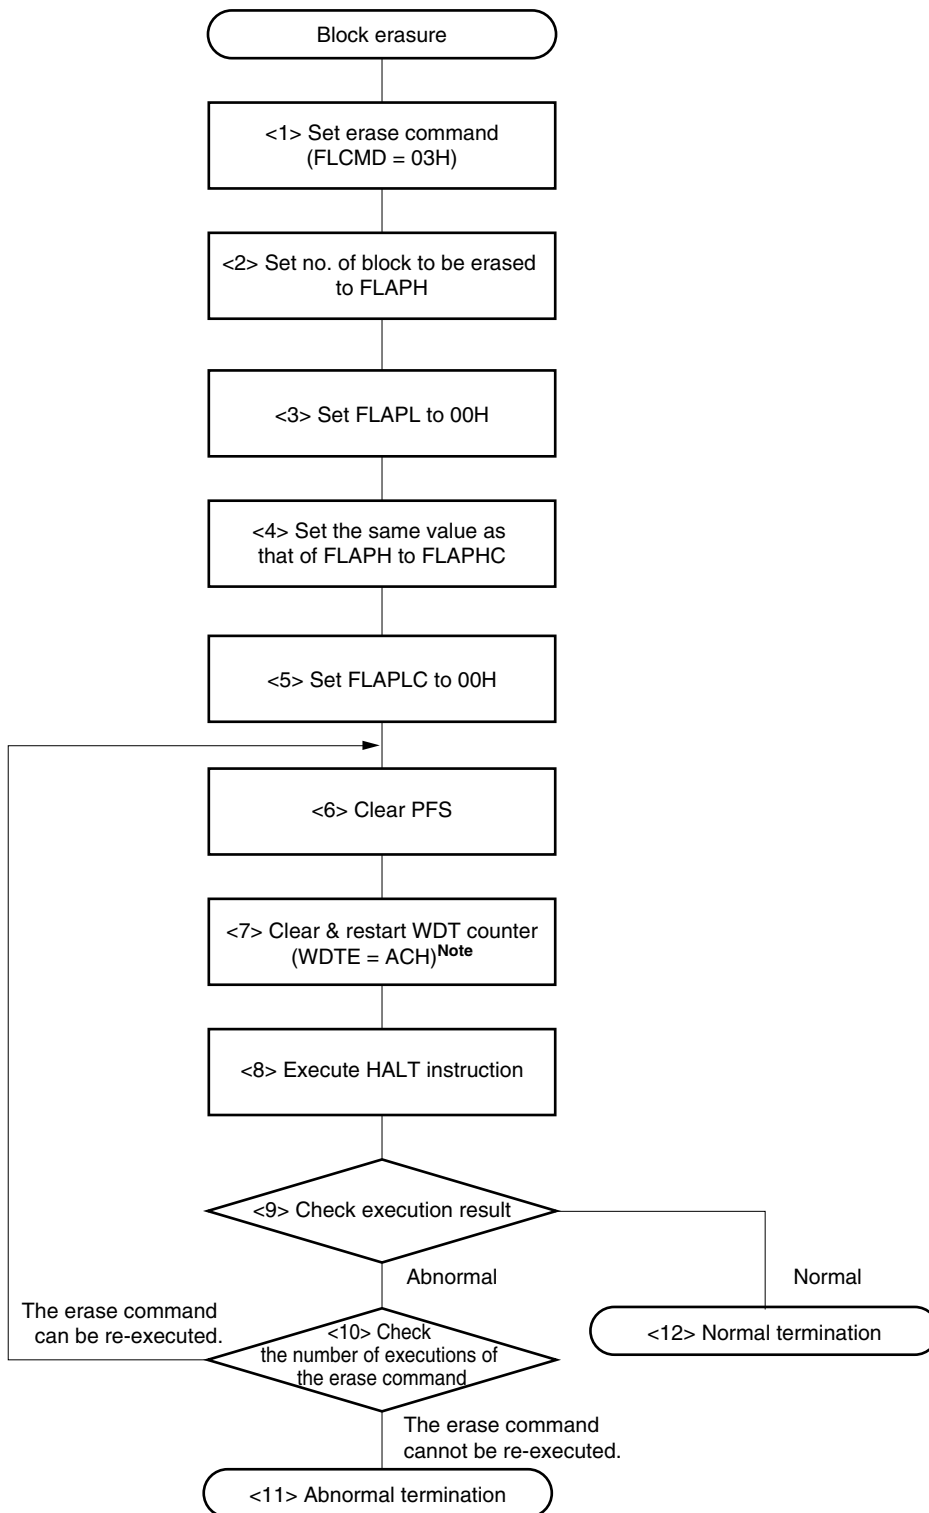 Block erasure
<1> Set erase command
(FLCMD = 03H)
<2> Set no. of block to be erased
to FLAPH
<3> Set FLAPL to 00H
<4> Set the same value as
that of FLAPH to FLAPHC
<5> Set FLAPLC to 00H
<6> Clear PFS
<7> Clear & restart WDT counter
(WDTE = ACH)Note
<8> Execute HALT instruction
<9> Check execution result
Abnormal
Normal
The erase command
can be re-executed.
<10> Check
the number of executions of
the erase command
<12> Normal termination
The erase command
cannot be re-executed.
<11> Abnormal termination